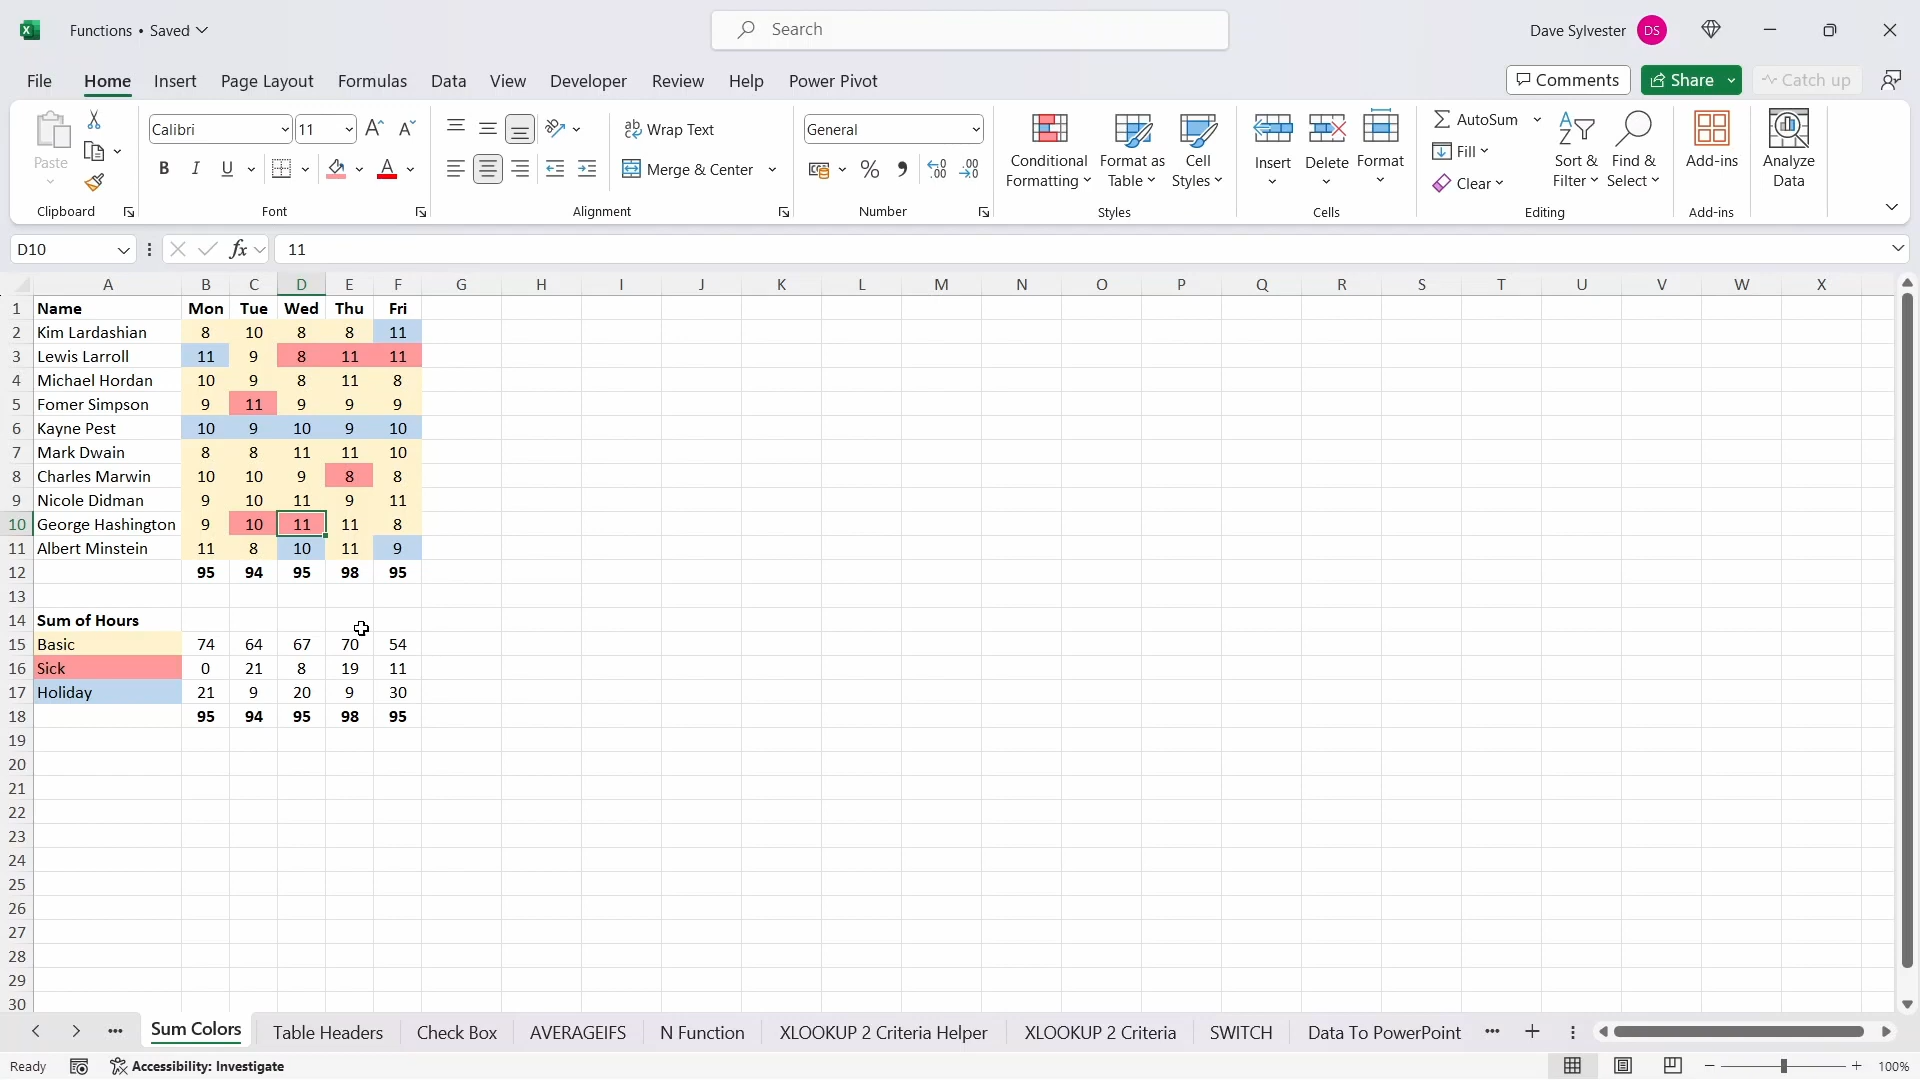 Functions • Saved
Search
Dave Sylvester DS
File Home Insert Page Layout Formulas Data View Developer Review Help Power Pivot
Comments Share Catch up
Paste
Clipboard
Calibri 11
B I U A
Font
Wrap Text
Merge & Center
Alignment
General
%
Number
Conditional Formatting
Format as Table
Cell Styles
Styles
Insert
Delete
Format
Cells
AutoSum
Fill
Clear
Sort & Filter
Find & Select
Editing
Add-ins
Add-ins
Analyze Data
D10 fx 11
A B C D E F G H I J K L M N O P Q R S T U V W X
1 Name Mon Tue Wed Thu Fri
2 Kim Lardashian 8 10 8 8 11
3 Lewis Larroll 11 9 8 11 11
4 Michael Hordan 10 9 8 11 8
5 Fomer Simpson 9 11 9 9 9
6 Kayne Pest 10 9 10 9 10
7 Mark Dwain 8 8 11 11 10
8 Charles Marwin 10 10 9 8 8
9 Nicole Didman 9 10 11 9 11
10 George Hashington 9 10 11 11 8
11 Albert Minstein 11 8 10 11 9
12 95 94 95 98 95
13
14 Sum of Hours
15 Basic 74 64 67 70 54
16 Sick 0 21 8 19 11
17 Holiday 21 9 20 9 30
18 95 94 95 98 95
19
20
21
22
23
24
25
26
27
28
29
30
Sum Colors Table Headers Check Box AVERAGEIFS N Function XLOOKUP 2 Criteria Helper XLOOKUP 2 Criteria SWITCH Data To PowerPoint
Ready Accessibility: Investigate 100%